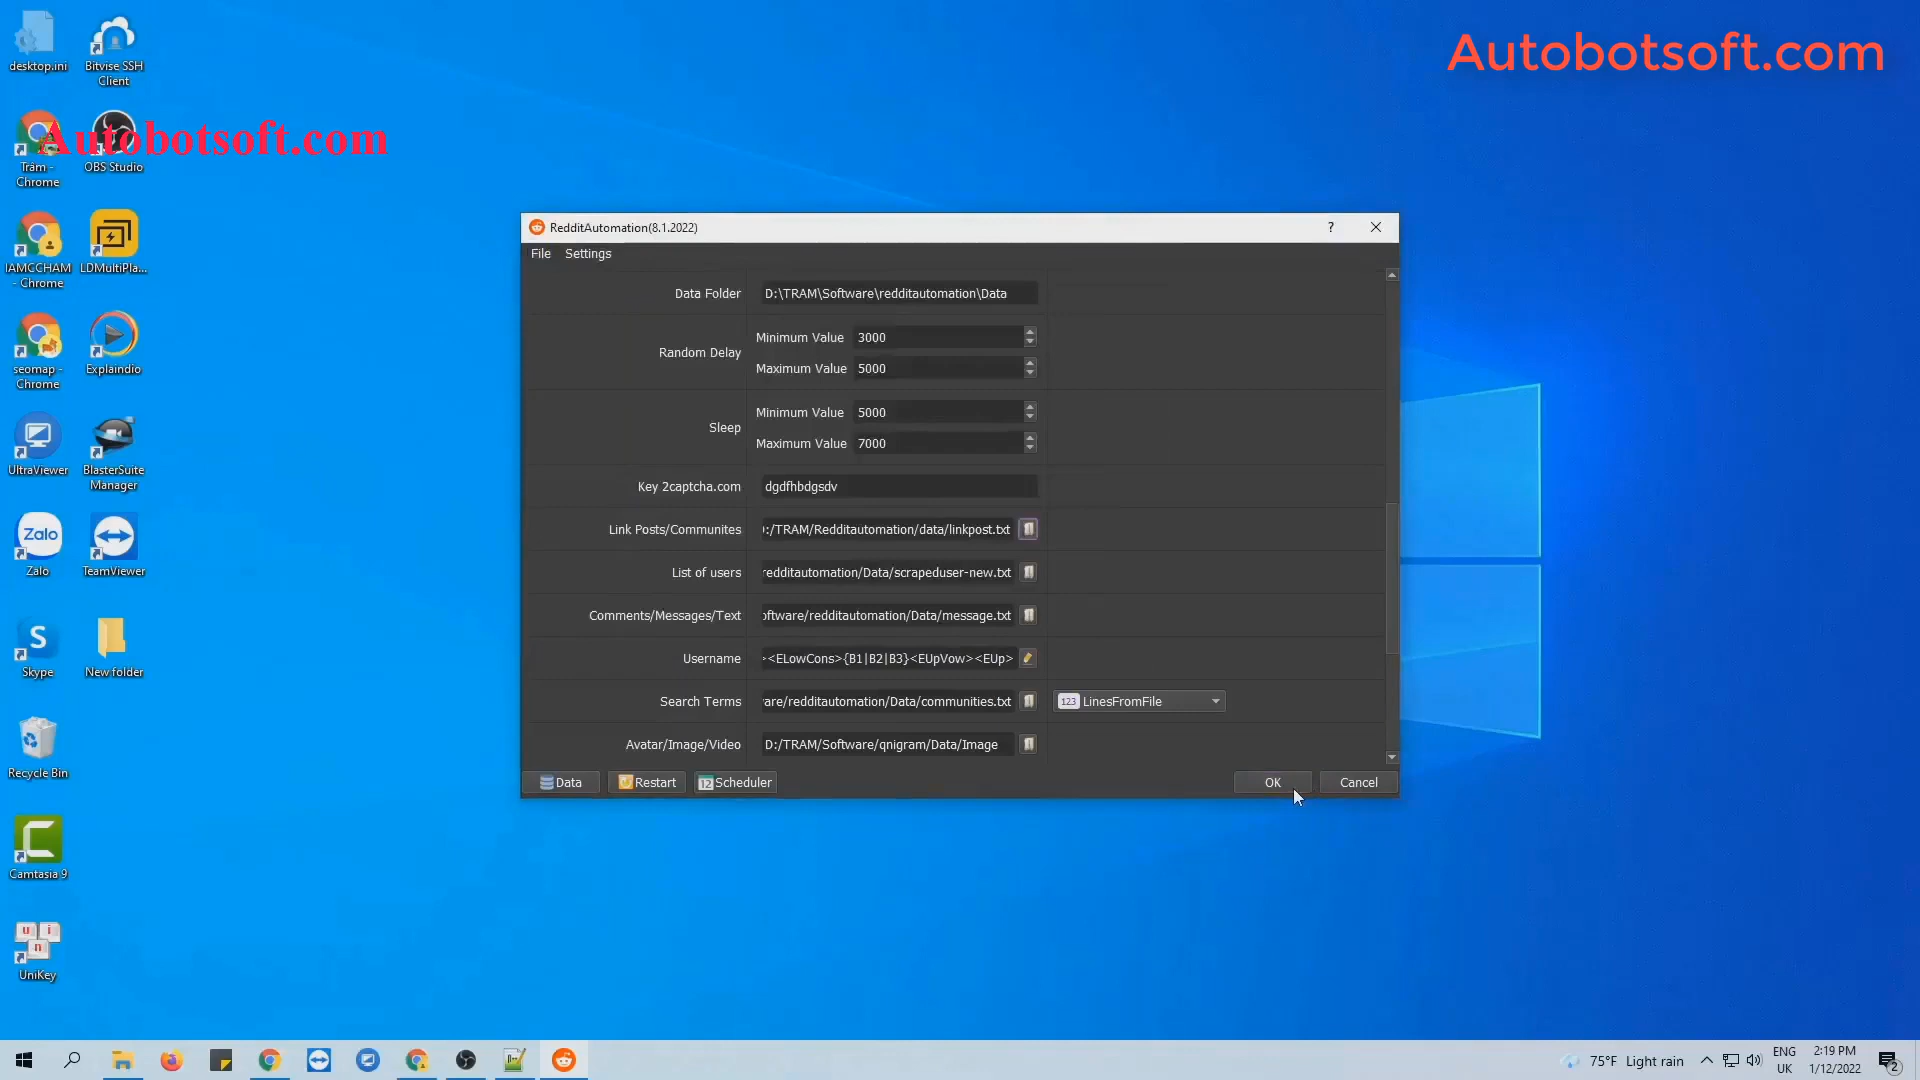 Autobotsoft.com
desktop.ini
Bitvise SSH
Client
Autobotsoft.com
Trâm -
Chrome
OBS Studio
IAMCCHAM
- Chrome
LDMultiPla...
seomap -
Chrome
Explaindio
UltraViewer
BlasterSuite
Manager
Zalo
Zalo
TeamViewer
S
Skype
New folder
Recycle Bin
Camtasia 9
u i
n
UniKey
RedditAutomation(8.1.2022)
?
File Settings
Data Folder D:\TRAM\Software\redditautomation\Data
Random Delay
Minimum Value 3000
Maximum Value 5000
Sleep
Minimum Value 5000
Maximum Value 7000
Key 2captcha.com dgdfhbdgsdv
Link Posts/Communites :/TRAM/Redditautomation/data/linkpost.txt
List of users redditautomation/Data/scrapeduser-new.txt
Comments/Messages/Text oftware/redditautomation/Data/message.txt
Username ><ELowCons>{B1|B2|B3}<EUpVow><EUp>
Search Terms are/redditautomation/Data/communities.txt 123 LinesFromFile
Avatar/Image/Video D:/TRAM/Software/qnigram/Data/Image
Data Restart 12 Scheduler OK Cancel
75°F Light rain
ENG
UK
2:19 PM
1/12/2022
2